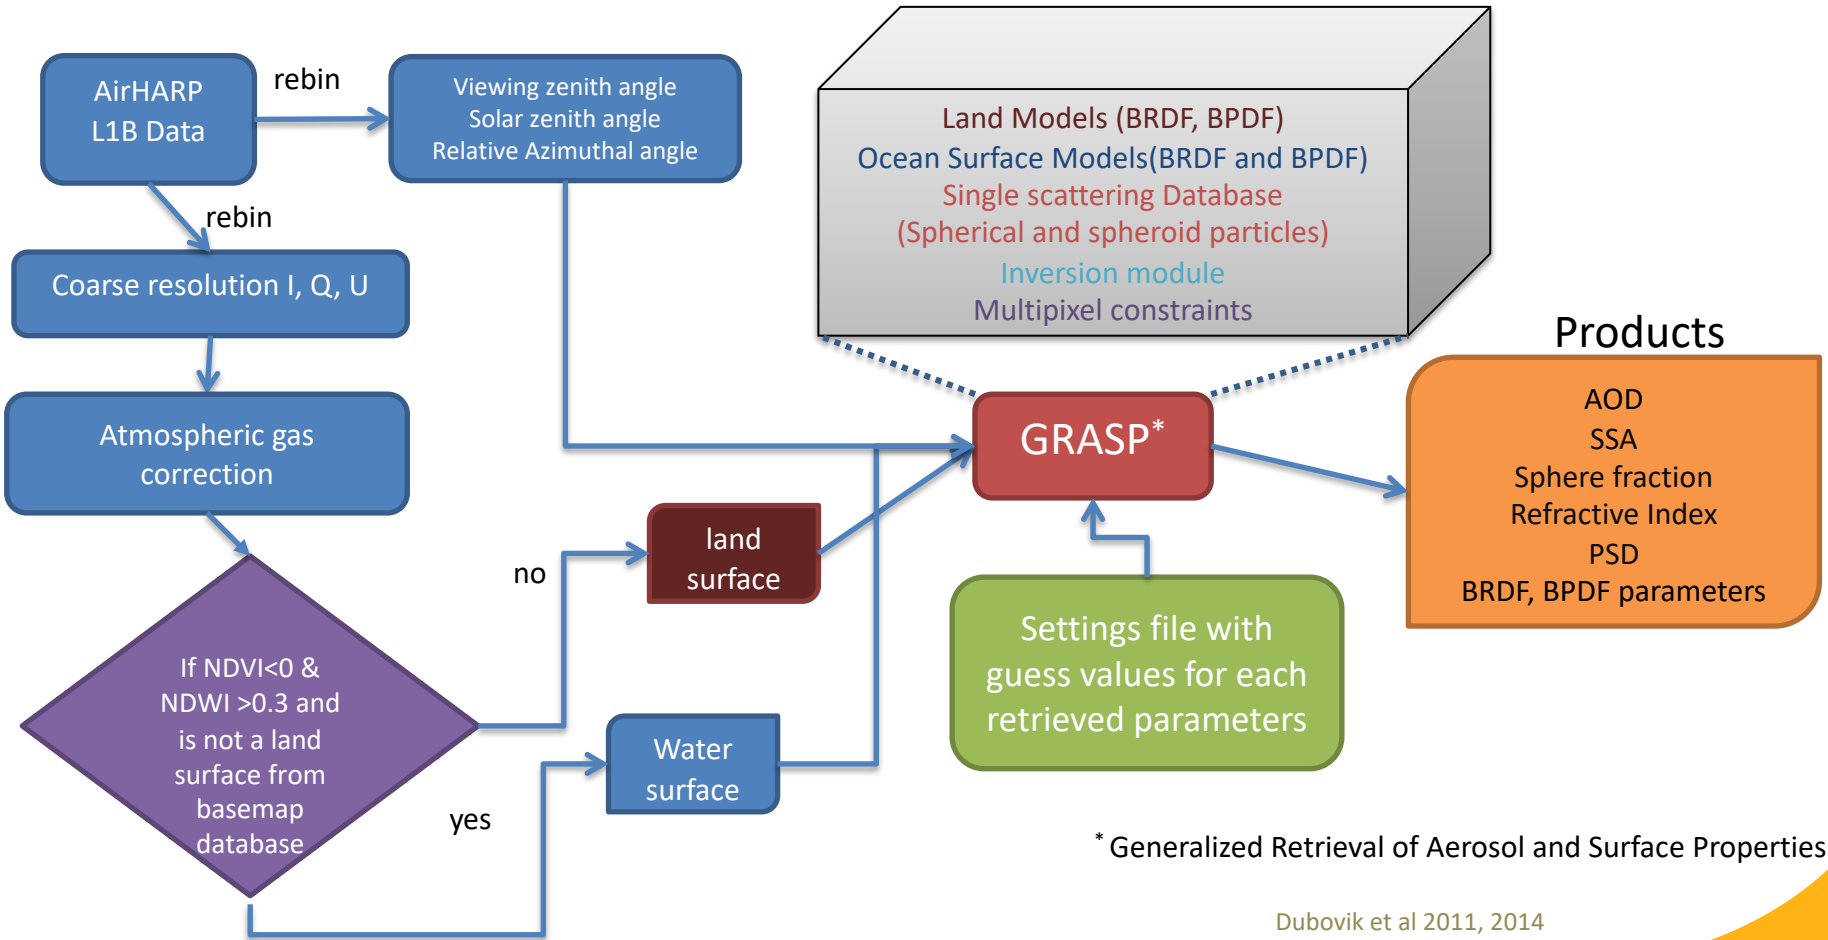 AirHARP
L1B Data
rebin
Viewing zenith angle
Solar zenith angle
Relative Azimuthal angle
rebin
Coarse resolution I, Q, U
Atmospheric gas
correction
If NDVI<0 &
NDWI >0.3 and
is not a land
surface from
basemap
database
no
land
surface
yes
Water
surface
Land Models (BRDF, BPDF)
Ocean Surface Models(BRDF and BPDF)
Single scattering Database
(Spherical and spheroid particles)
Inversion module
Multipixel constraints
GRASP*
Settings file with
guess values for each
retrieved parameters
Products
AOD
SSA
Sphere fraction
Refractive Index
PSD
BRDF, BPDF parameters
* Generalized Retrieval of Aerosol and Surface Properties
Dubovik et al 2011, 2014